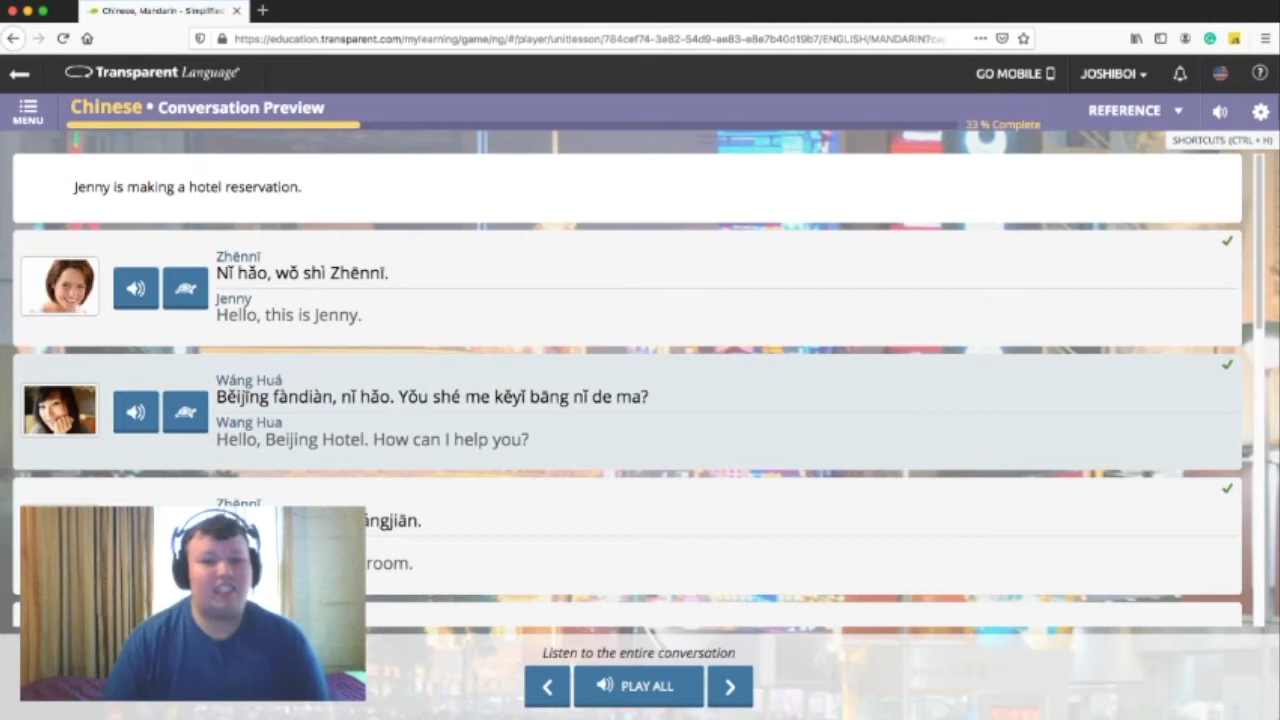 Chinese, Mandarin - Simplified
https://education.transparent.com/mylearning/game/ng/#/player/unitlesson/784cef74-3e82-54d9-ae83-e8e7b40d19b7/ENGLISH/MANDARIN?
Transparent Language
GO MOBILE
JOSHIBOI
MENU
Chinese • Conversation Preview
33 % Complete
REFERENCE
SHORTCUTS (CTRL + H)
Jenny is making a hotel reservation.
Zhēnnī
Nǐ hǎo, wǒ shì Zhēnnī.
Jenny
Hello, this is Jenny.
Wáng Huá
Běijīng fàndiàn, nǐ hǎo. Yǒu shé me kěyǐ bāng nǐ de ma?
Wang Hua
Hello, Beijing Hotel. How can I help you?
Zhēnnī
ángjiān.
room.
Listen to the entire conversation
PLAY ALL